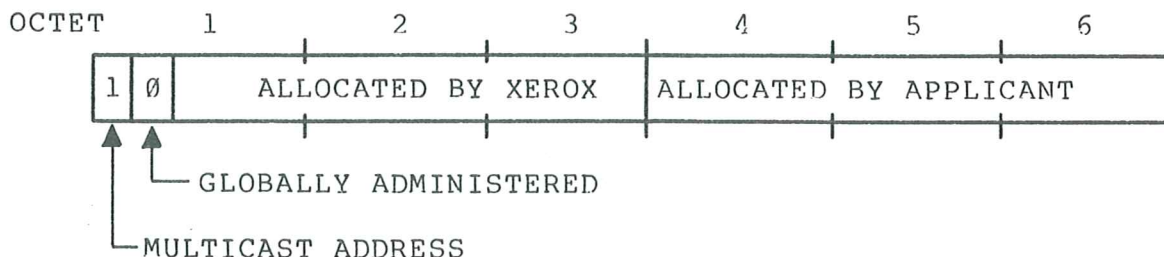 OCTET 1 2 3 4 5 6
1 Ø ALLOCATED BY XEROX ALLOCATED BY APPLICANT
GLOBALLY ADMINISTERED
MULTICAST ADDRESS